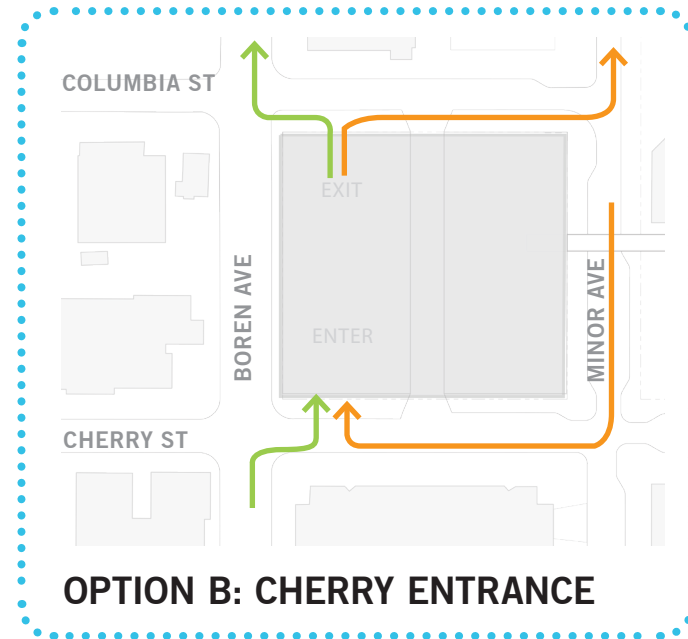 COLUMBIA ST
EXIT
BOREN AVE
MINOR AVE
ENTER
CHERRY ST
OPTION B: CHERRY ENTRANCE